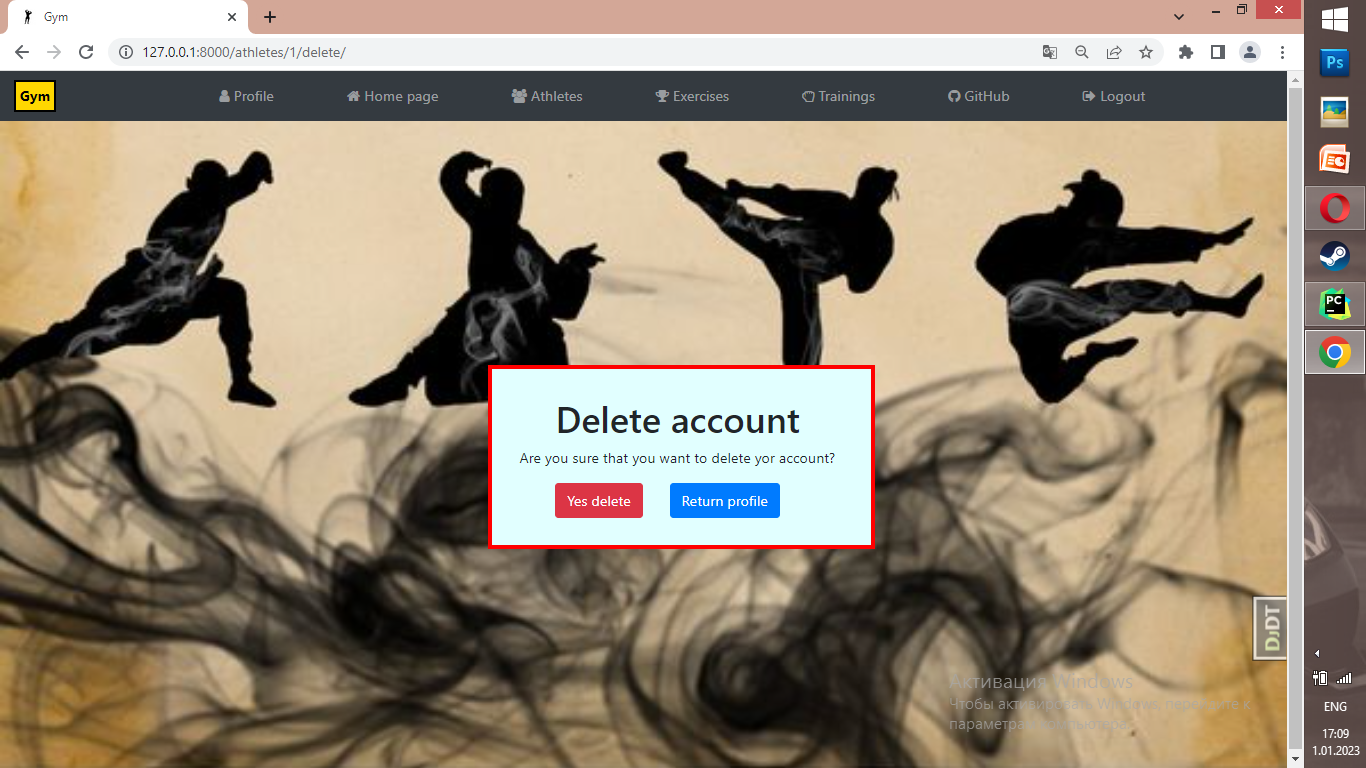 Gym
127.0.0.1:8000/athletes/1/delete/
Gym
Profile
Home page
Athletes
Exercises
Trainings
GitHub
Logout
Ps
PC
Delete account
Are you sure that you want to delete yor account?
Yes delete
Return profile
DjDT
Активация Windows
Чтобы активировать Windows, перейдите к
ENG
17:09
1.01.2023